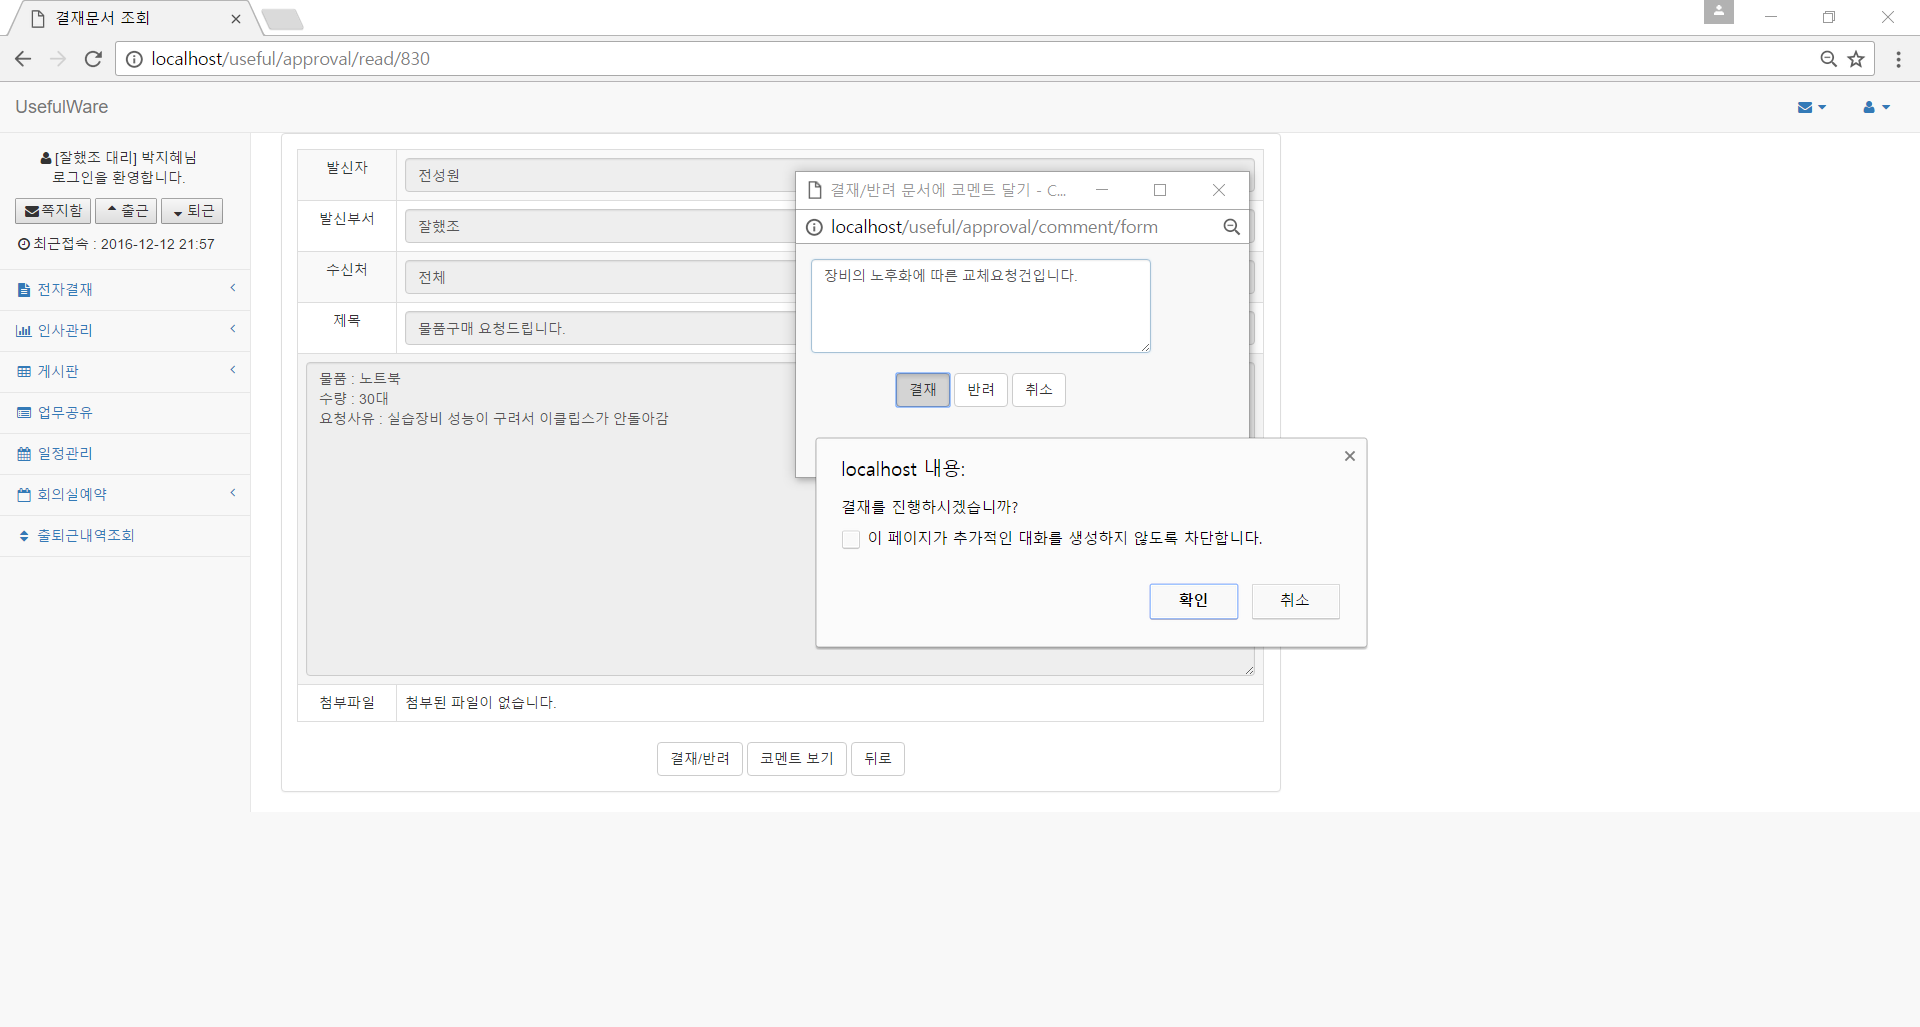 결재문서 조회
localhost/useful/approval/read/830
UsefulWare
[잘했조 대리] 박지혜님
로그인을 환영합니다.
쪽지함 출근 퇴근
최근접속 : 2016-12-12 21:57
전자결재
인사관리
게시판
업무공유
일정관리
회의실예약
출퇴근내역조회
발신자 전성원
발신부서 잘했조
수신처 전체
제목 물품구매 요청드립니다.
물품 : 노트북
수량 : 30대
요청사유 : 실습장비 성능이 구려서 이클립스가 안돌아감
첨부파일 첨부된 파일이 없습니다.
결재/반려 코멘트 보기 뒤로
결재/반려 문서에 코멘트 달기 - C...
localhost/useful/approval/comment/form
장비의 노후화에 따른 교체요청건입니다.
결재 반려 취소
localhost 내용:
결재를 진행하시겠습니까?
이 페이지가 추가적인 대화를 생성하지 않도록 차단합니다.
확인 취소